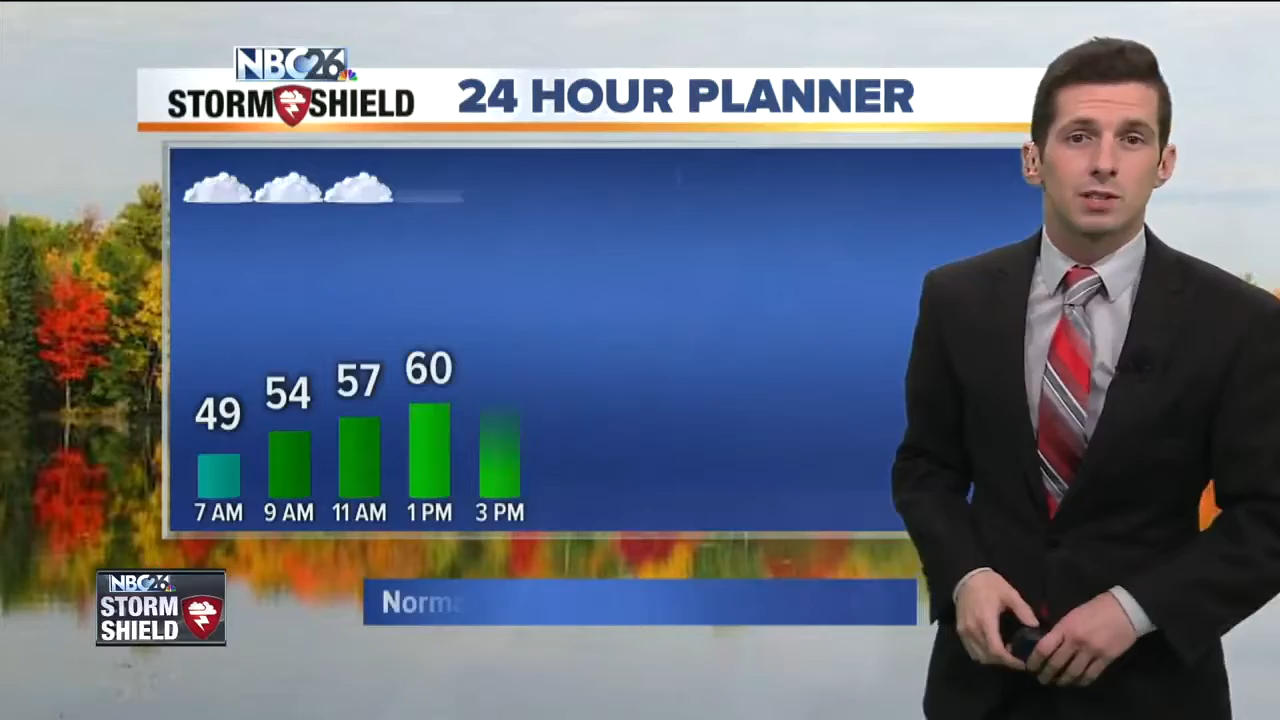 NBC26
STORM SHIELD
24 HOUR PLANNER
49 54 57 60
7 AM 9 AM 11 AM 1 PM 3 PM
NBC26
STORM
SHIELD